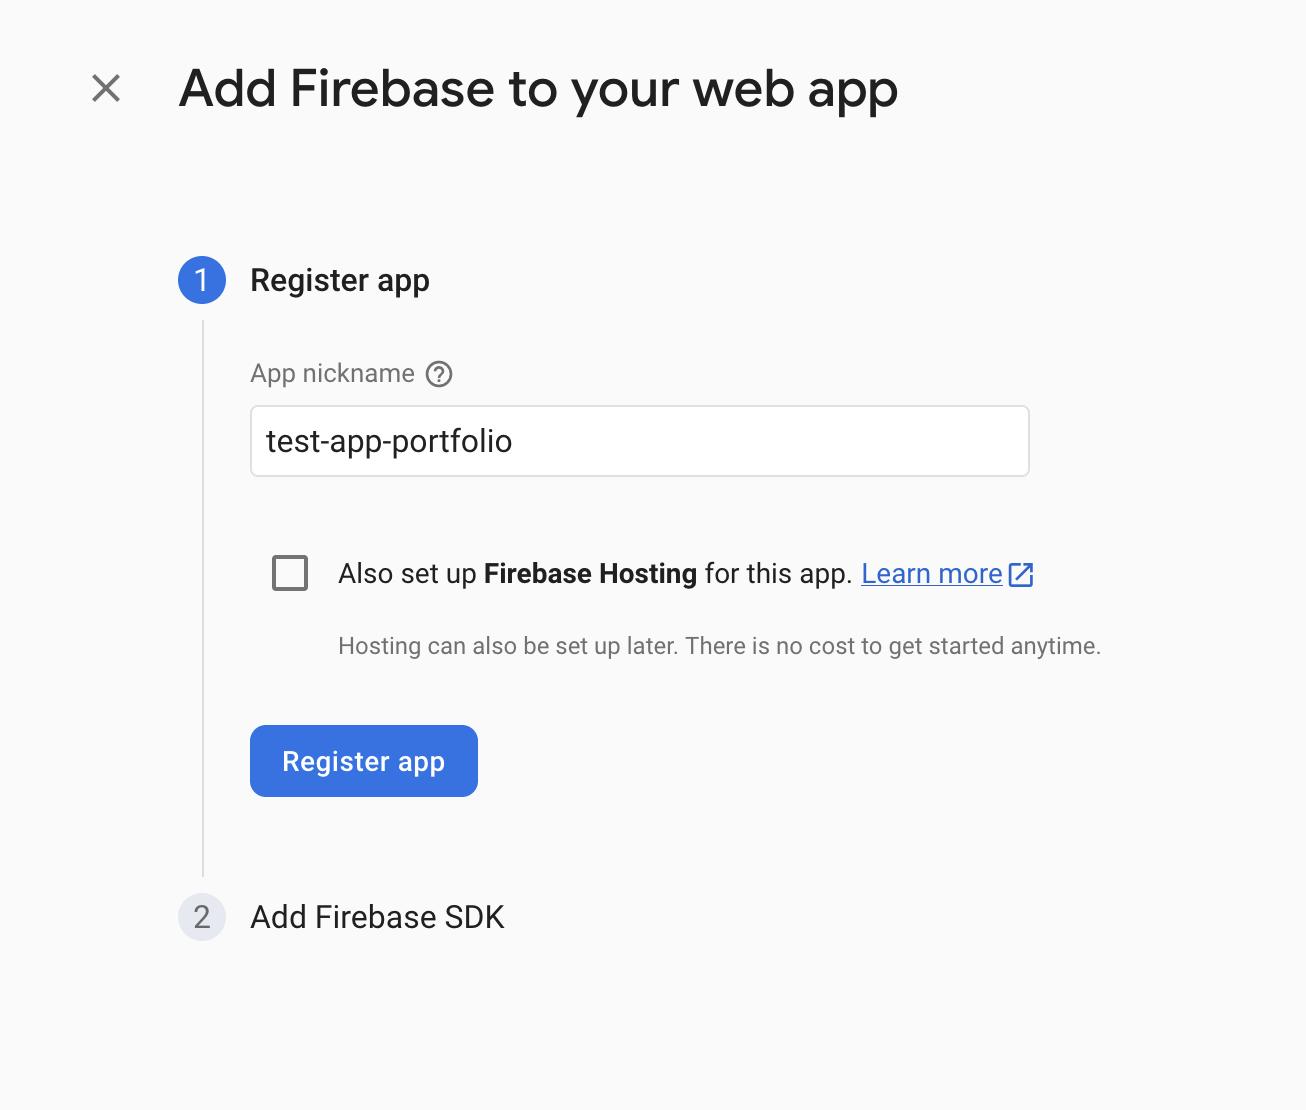 Add Firebase to your web app
1 Register app
App nickname ?
test-app-portfolio
Also set up Firebase Hosting for this app. Learn more
Hosting can also be set up later. There is no cost to get started anytime.
Register app
2 Add Firebase SDK